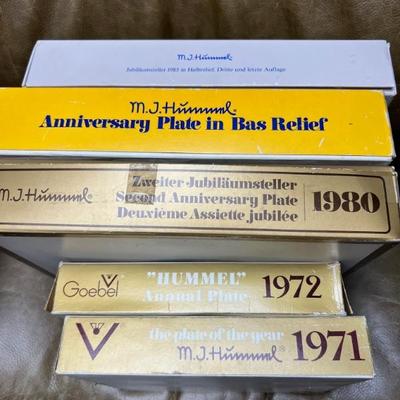 M.J.Hummel
Jubiläumsteller 1985 in Halbrelief. Dritte und letzte Auflage
M.J.Hummel®
Anniversary Plate in Bas Relief
M.J.Hummel
Zweiter Jubiläumsteller
Second Anniversary Plate
Deuxième Assiette jubilée
1980
Goebel
"HUMMEL"
Annual Plate
1972
the plate of the year
M.J.Hummel®
1971